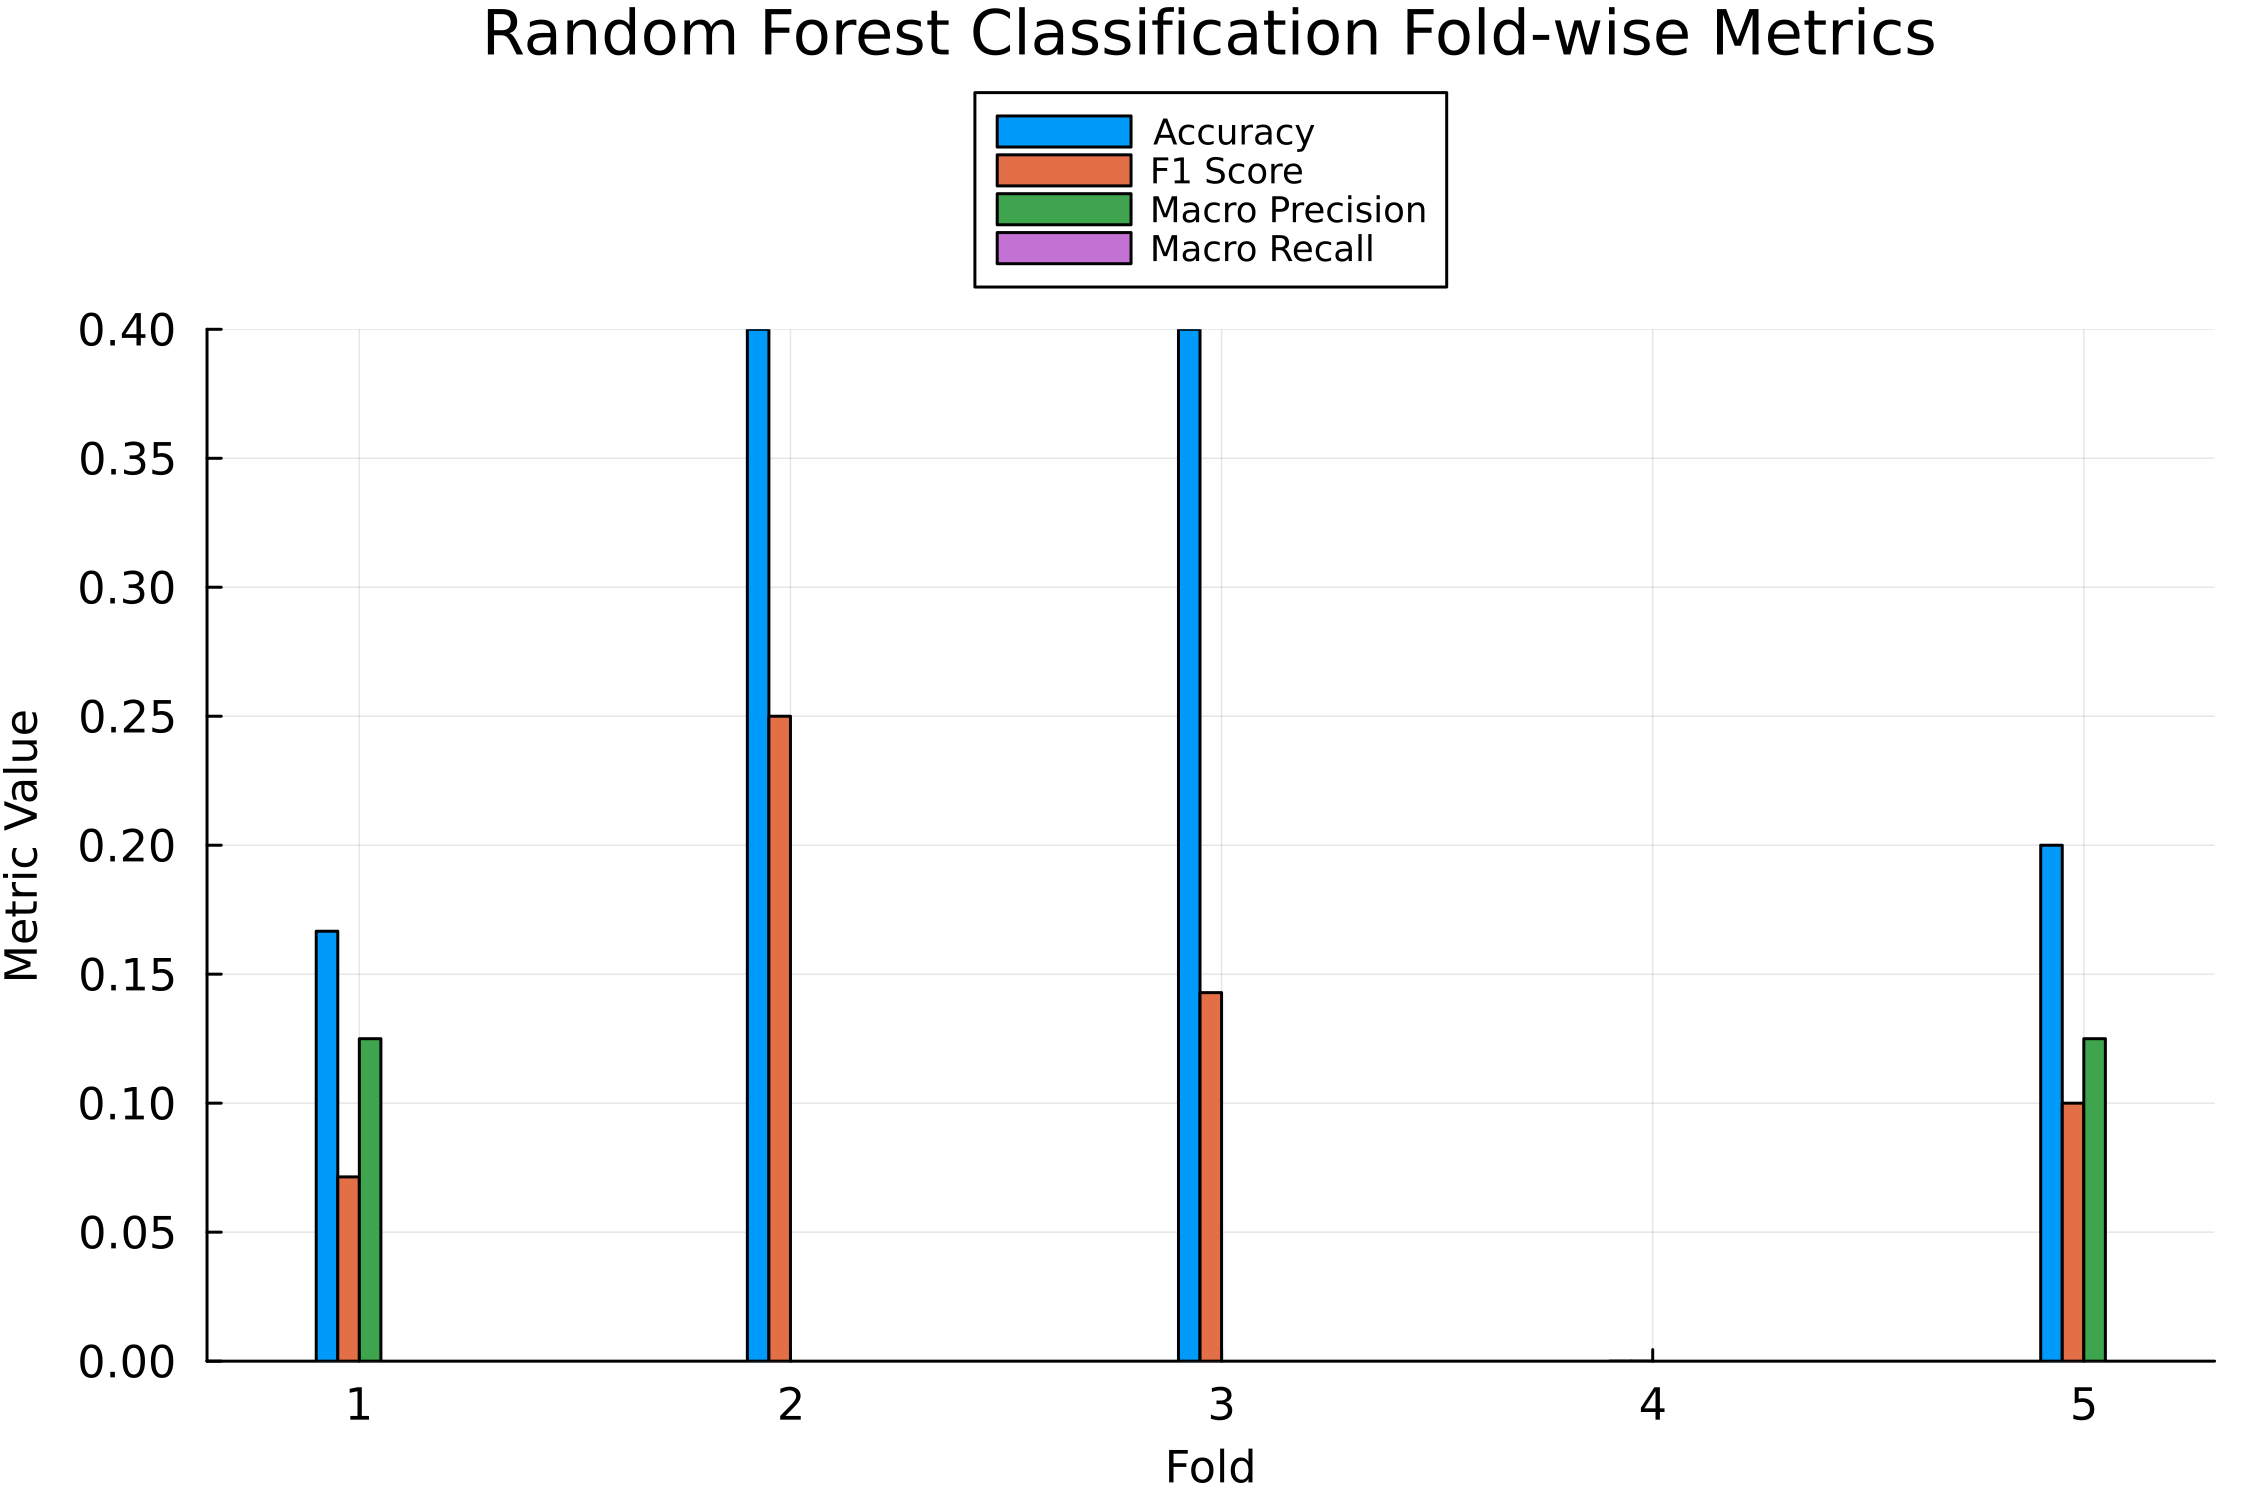 Random Forest Classification Fold-wise Metrics
Accuracy
F1 Score
Macro Precision
Macro Recall
0.40
0.35
0.30
0.25
0.20
0.15
0.10
0.05
0.00
Metric Value
1 2 3 4 5
Fold